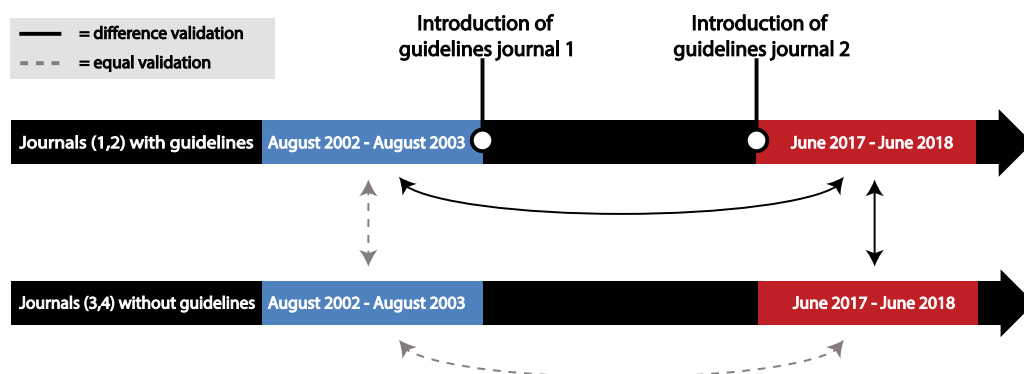 Introduction of
guidelines journal 1
Introduction of
guidelines journal 2
= difference validation
= equal validation
Journals (1,2) with guidelines
August 2002 - August 2003
June 2017 - June 2018
Journals (3,4) without guidelines
August 2002 - August 2003
June 2017 - June 2018